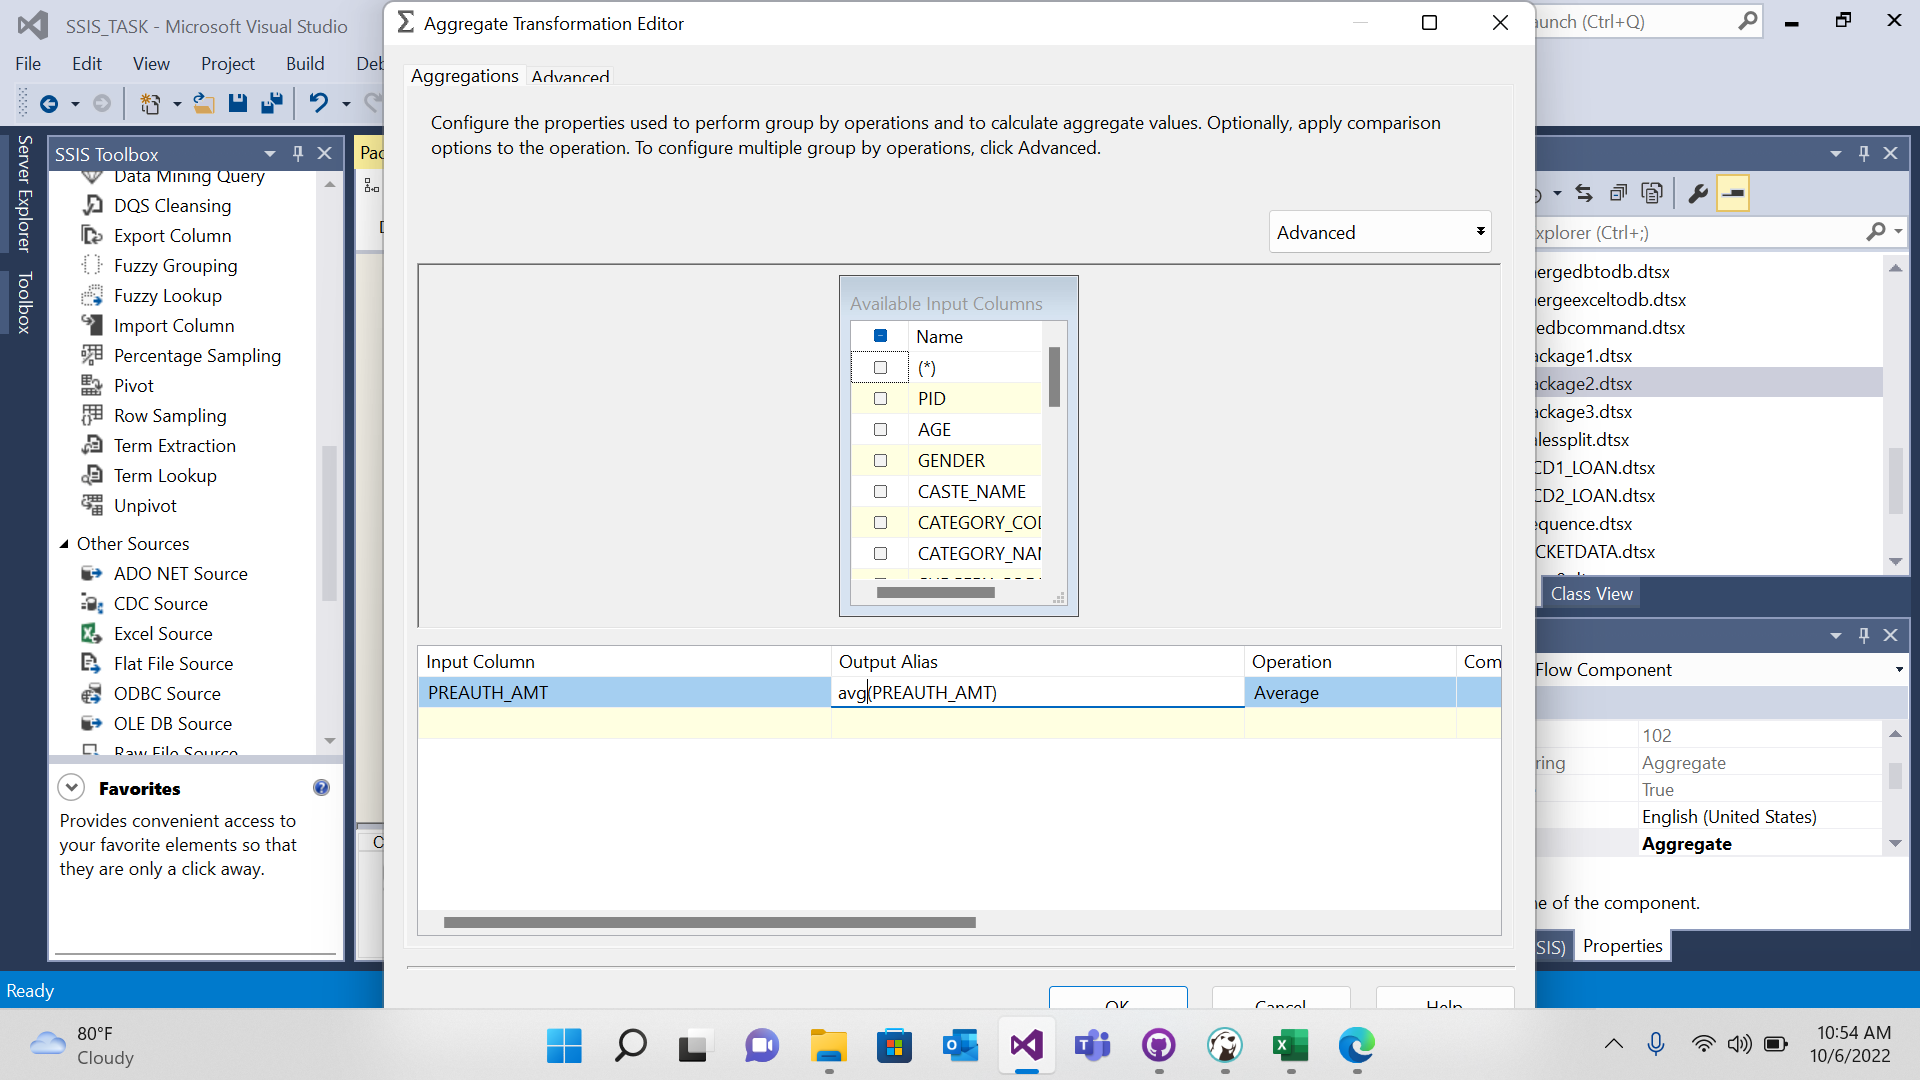 SSIS_TASK - Microsoft Visual Studio
Aggregate Transformation Editor
aunch (Ctrl+Q)
File Edit View Project Build Deb
Aggregations Advanced
Server Explorer
Toolbox
SSIS Toolbox
Pac
Configure the properties used to perform group by operations and to calculate aggregate values. Optionally, apply comparison
options to the operation. To configure multiple group by operations, click Advanced.
Data Mining Query
DQS Cleansing
Export Column
Fuzzy Grouping
Fuzzy Lookup
Import Column
Percentage Sampling
Pivot
Row Sampling
Term Extraction
Term Lookup
Unpivot
Other Sources
ADO NET Source
CDC Source
Excel Source
Flat File Source
ODBC Source
OLE DB Source
Raw File Source
Favorites
Provides convenient access to
your favorite elements so that
they are only a click away.
Advanced
Available Input Columns
Name
(*)
PID
AGE
GENDER
CASTE_NAME
CATEGORY_COD
CATEGORY_NAM
Input Column Output Alias Operation Com
PREAUTH_AMT avg(PREAUTH_AMT) Average
OK Cancel Help
xplorer (Ctrl+;)
ergedbtodb.dtsx
ergeexceltodb.dtsx
edbcommand.dtsx
ackage1.dtsx
ackage2.dtsx
ackage3.dtsx
lessplit.dtsx
CD1_LOAN.dtsx
CD2_LOAN.dtsx
equence.dtsx
CKETDATA.dtsx
Class View
Flow Component
102
ring Aggregate
True
English (United States)
Aggregate
e of the component.
SIS) Properties
Ready
80°F
Cloudy
10:54 AM
10/6/2022